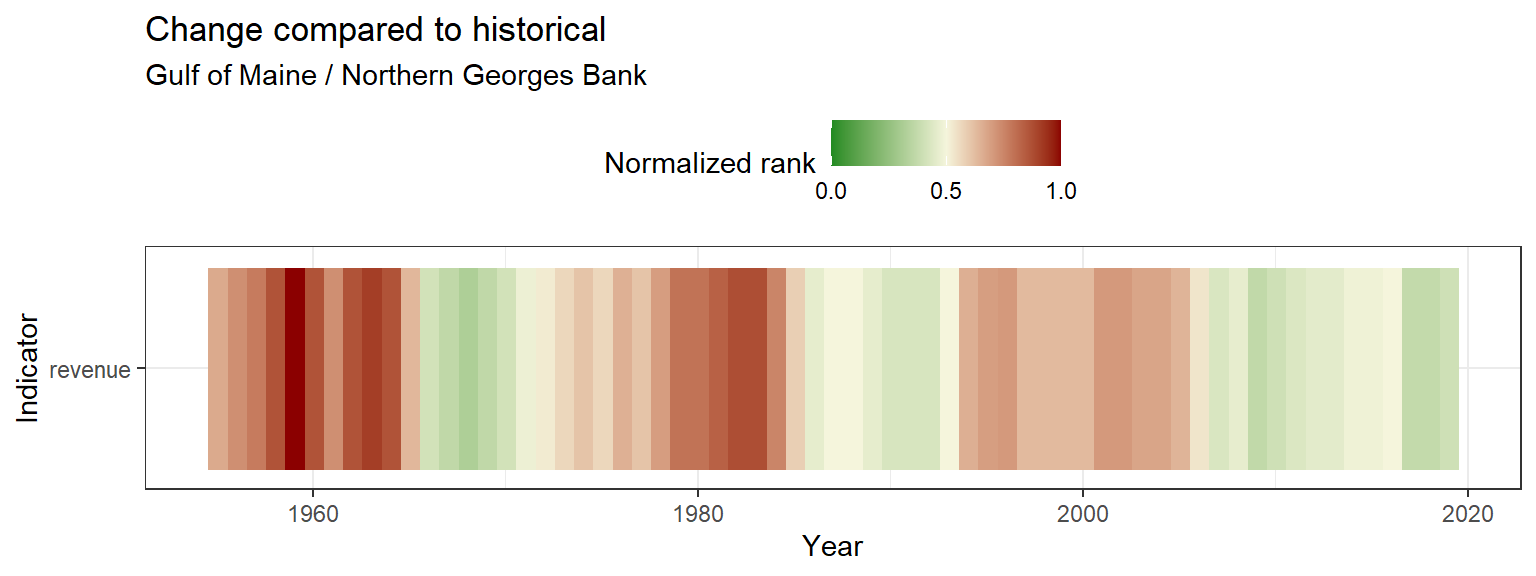 Change compared to historical
Gulf of Maine / Northern Georges Bank
Normalized rank
0.0 0.5 1.0
Indicator
revenue
1960 1980 2000 2020
Year